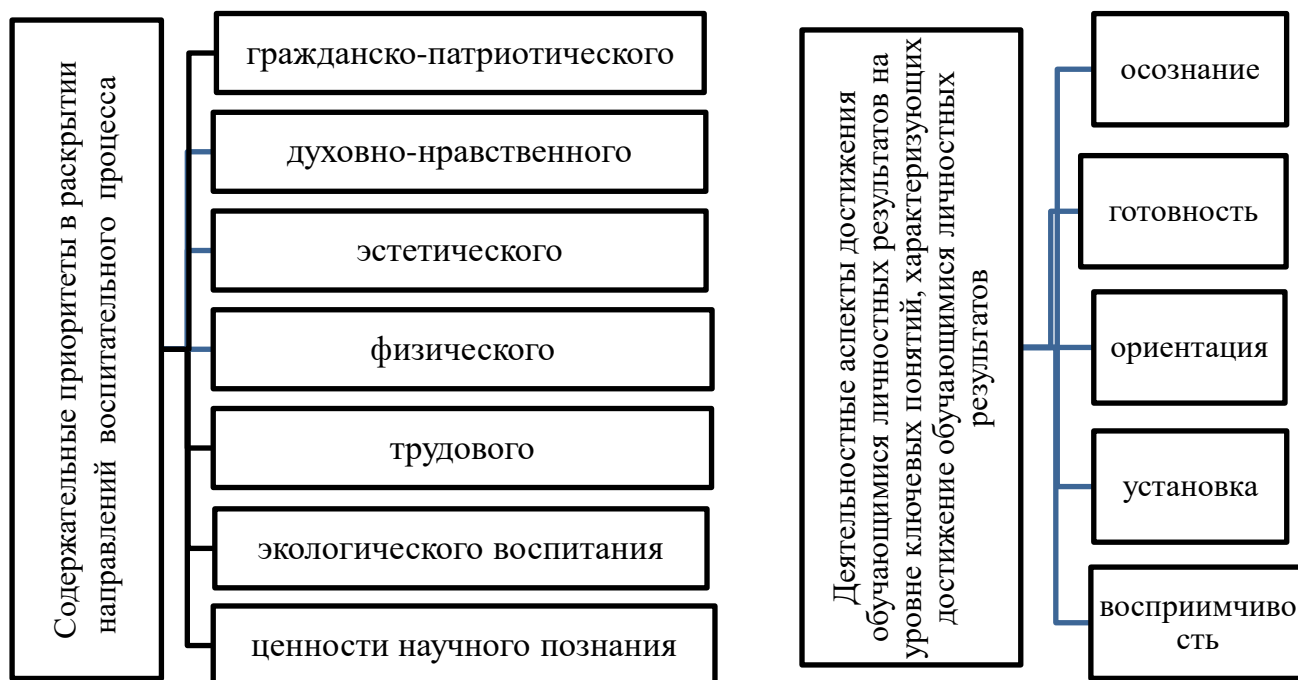 Содержательные приоритеты в раскрытии
направлений воспитательного процесса
гражданско-патриотического
духовно-нравственного
эстетического
физического
трудового
экологического воспитания
ценности научного познания
Деятельностные аспекты достижения
обучающимися личностных результатов на
уровне ключевых понятий, характеризующих
достижение обучающимися личностных
результатов
осознание
готовность
ориентация
установка
восприимчиво
сть